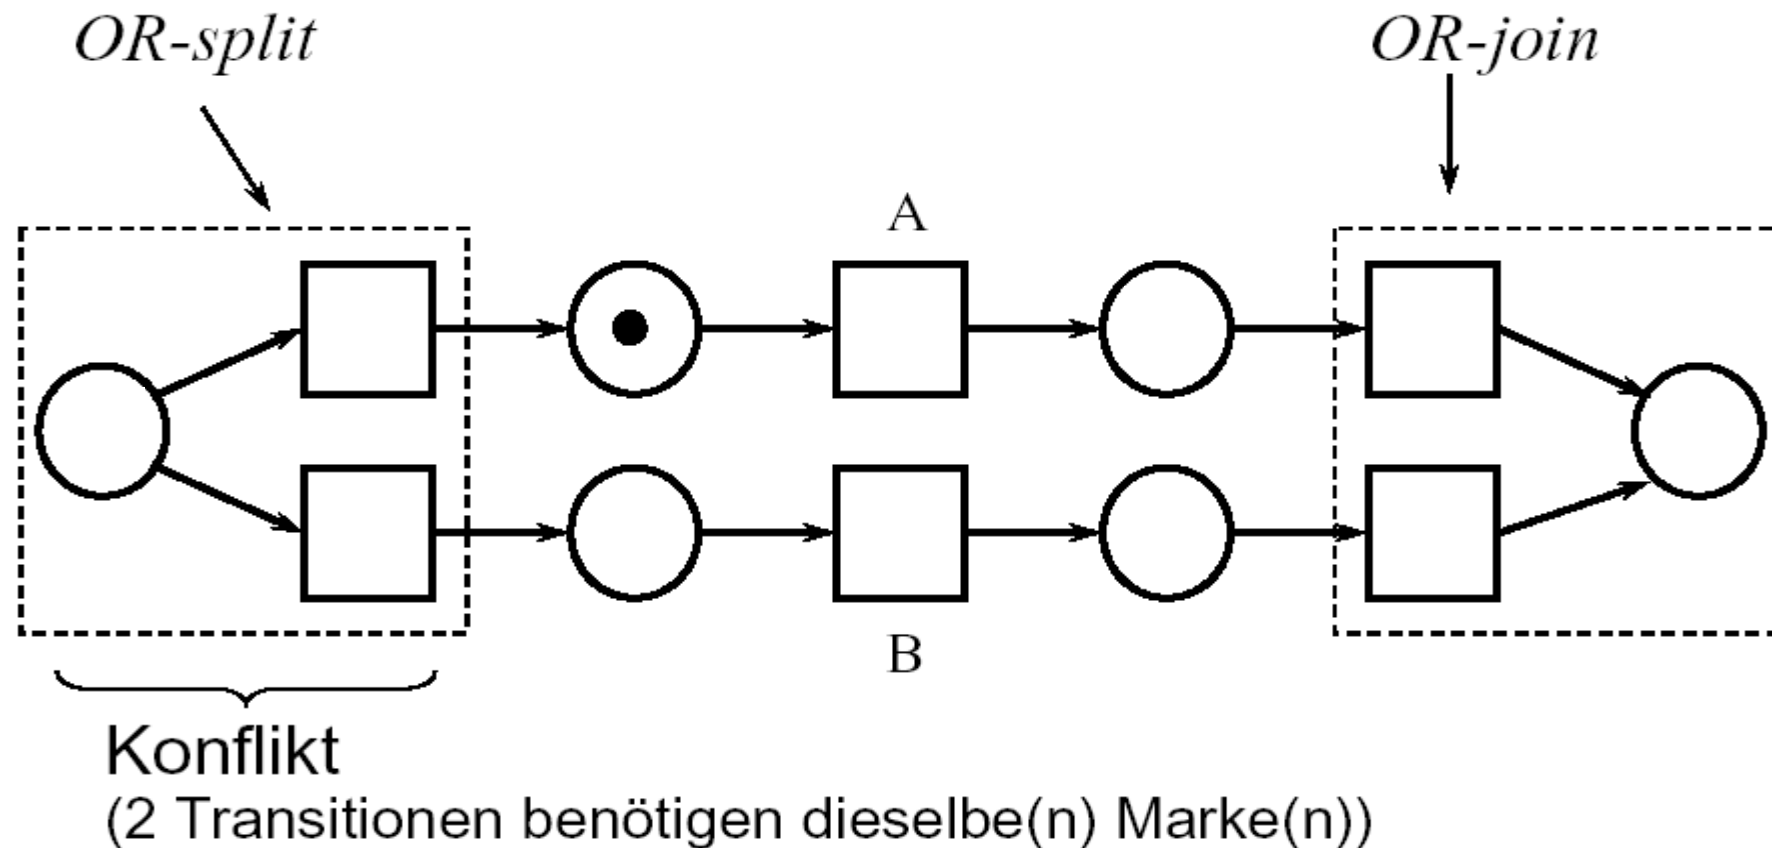 OR-split
OR-join
A
B
Konflikt
(2 Transitionen benötigen dieselbe(n) Marke(n))